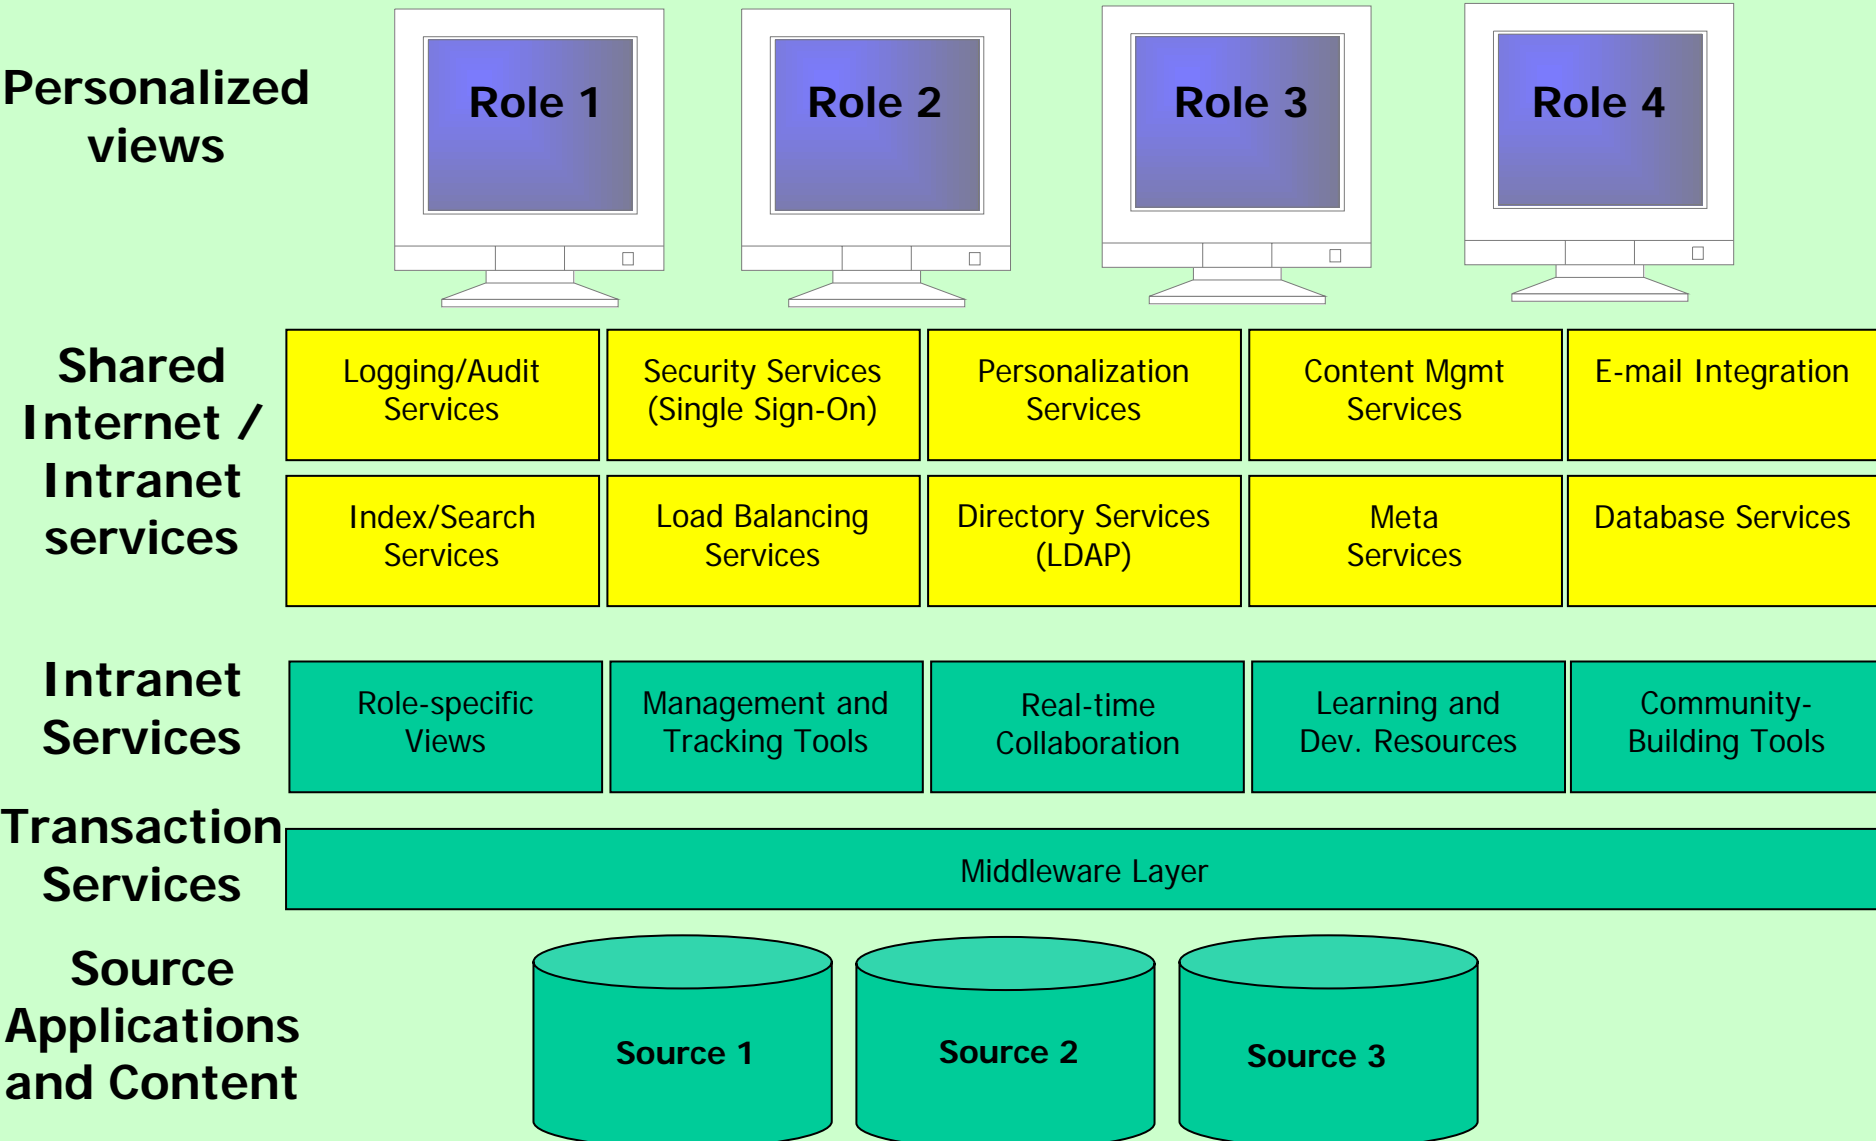 Personalized
views
Role 1
Role 2
Role 3
Role 4
Shared
Internet /
Intranet
services
Logging/Audit
Services
Security Services
(Single Sign-On)
Personalization
Services
Content Mgmt
Services
E-mail Integration
Index/Search
Services
Load Balancing
Services
Directory Services
(LDAP)
Meta
Services
Database Services
Intranet
Services
Role-specific
Views
Management and
Tracking Tools
Real-time
Collaboration
Learning and
Dev. Resources
Community-
Building Tools
Transaction
Services
Middleware Layer
Source
Applications
and Content
Source 1
Source 2
Source 3